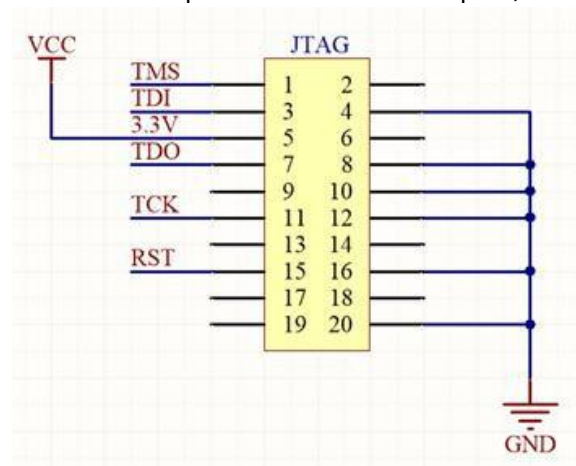 VCC JTAG
TMS 1 2
TDI 3 4
3.3V 5 6
TDO 7 8
9 10
TCK 11 12
13 14
RST 15 16
17 18
19 20
GND